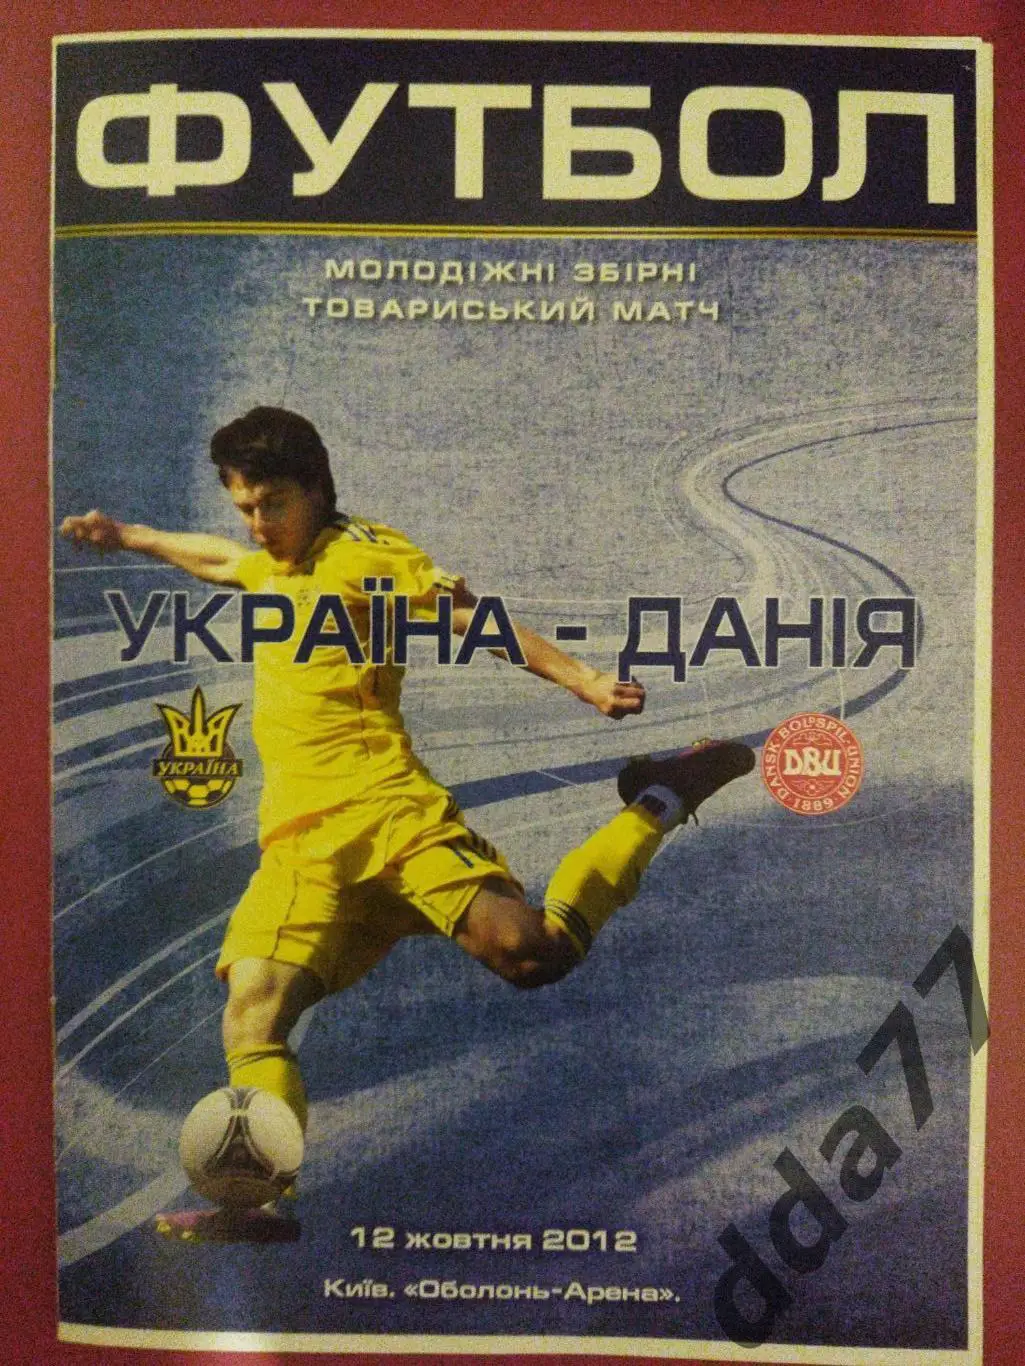 ФУТБОЛ
МОЛОДІЖНІ ЗБІРНІ
ТОВАРИСЬКИЙ МАТЧ
УКРАЇНА - ДАНІЯ
УКРАЇНА
DANSK BOLDSPIL UNION
DBU
1889
12 жовтня 2012
Київ. «Оболонь-Арена».
dda77